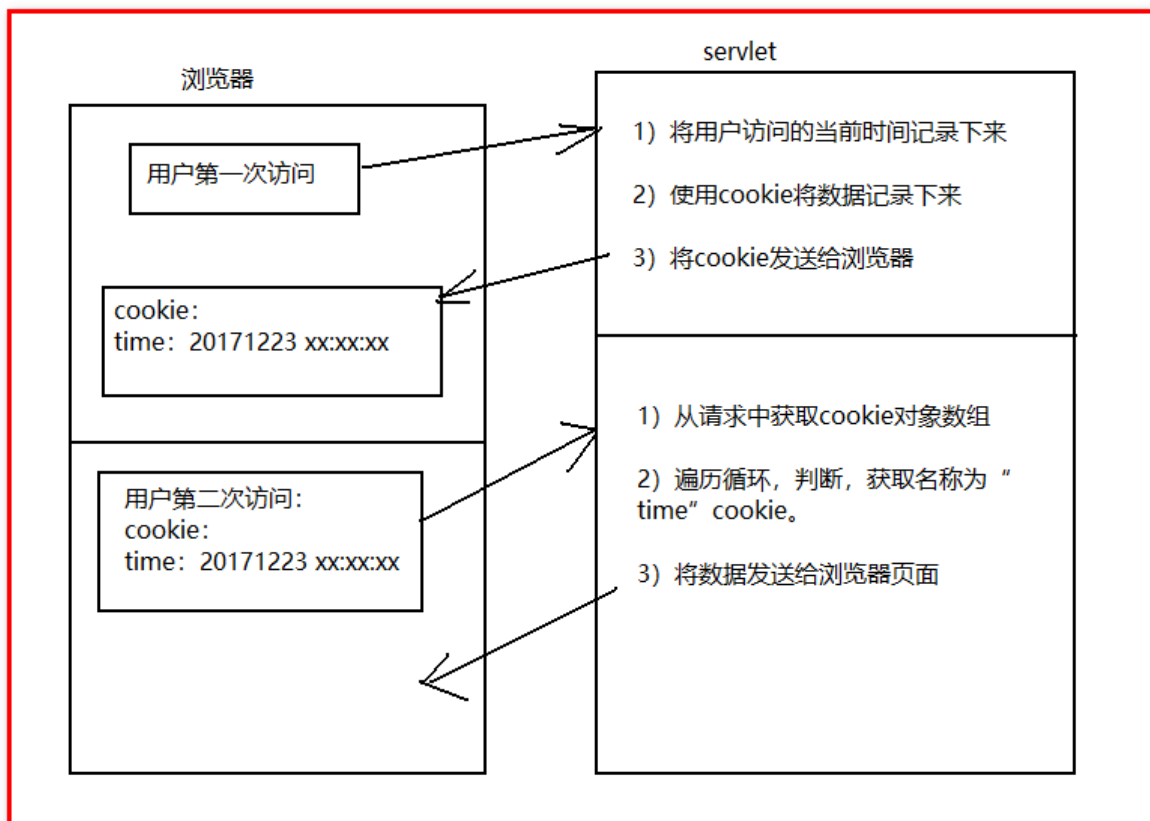 浏览器
用户第一次访问
cookie：
time：20171223 xx:xx:xx
用户第二次访问：
cookie：
time：20171223 xx:xx:xx
servlet
1）将用户访问的当前时间记录下来
2）使用cookie将数据记录下来
3）将cookie发送给浏览器
1）从请求中获取cookie对象数组
2）遍历循环，判断，获取名称为“
time”cookie。
3）将数据发送给浏览器页面